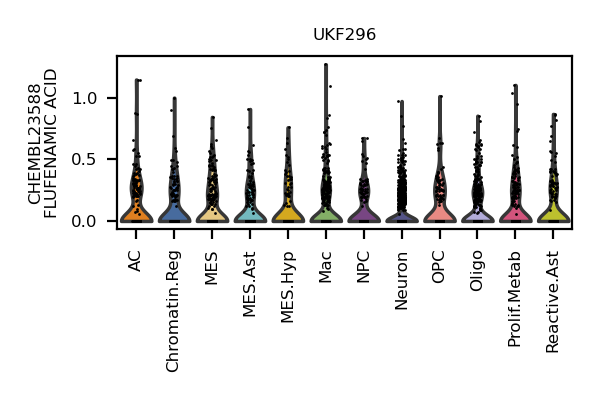 UKF296
CHEMBL23588
FLUFENAMIC ACID
1.0
0.5
0.0
AC
Chromatin.Reg
MES
MES.Ast
MES.Hyp
Mac
NPC
Neuron
OPC
Oligo
Prolif.Metab
Reactive.Ast